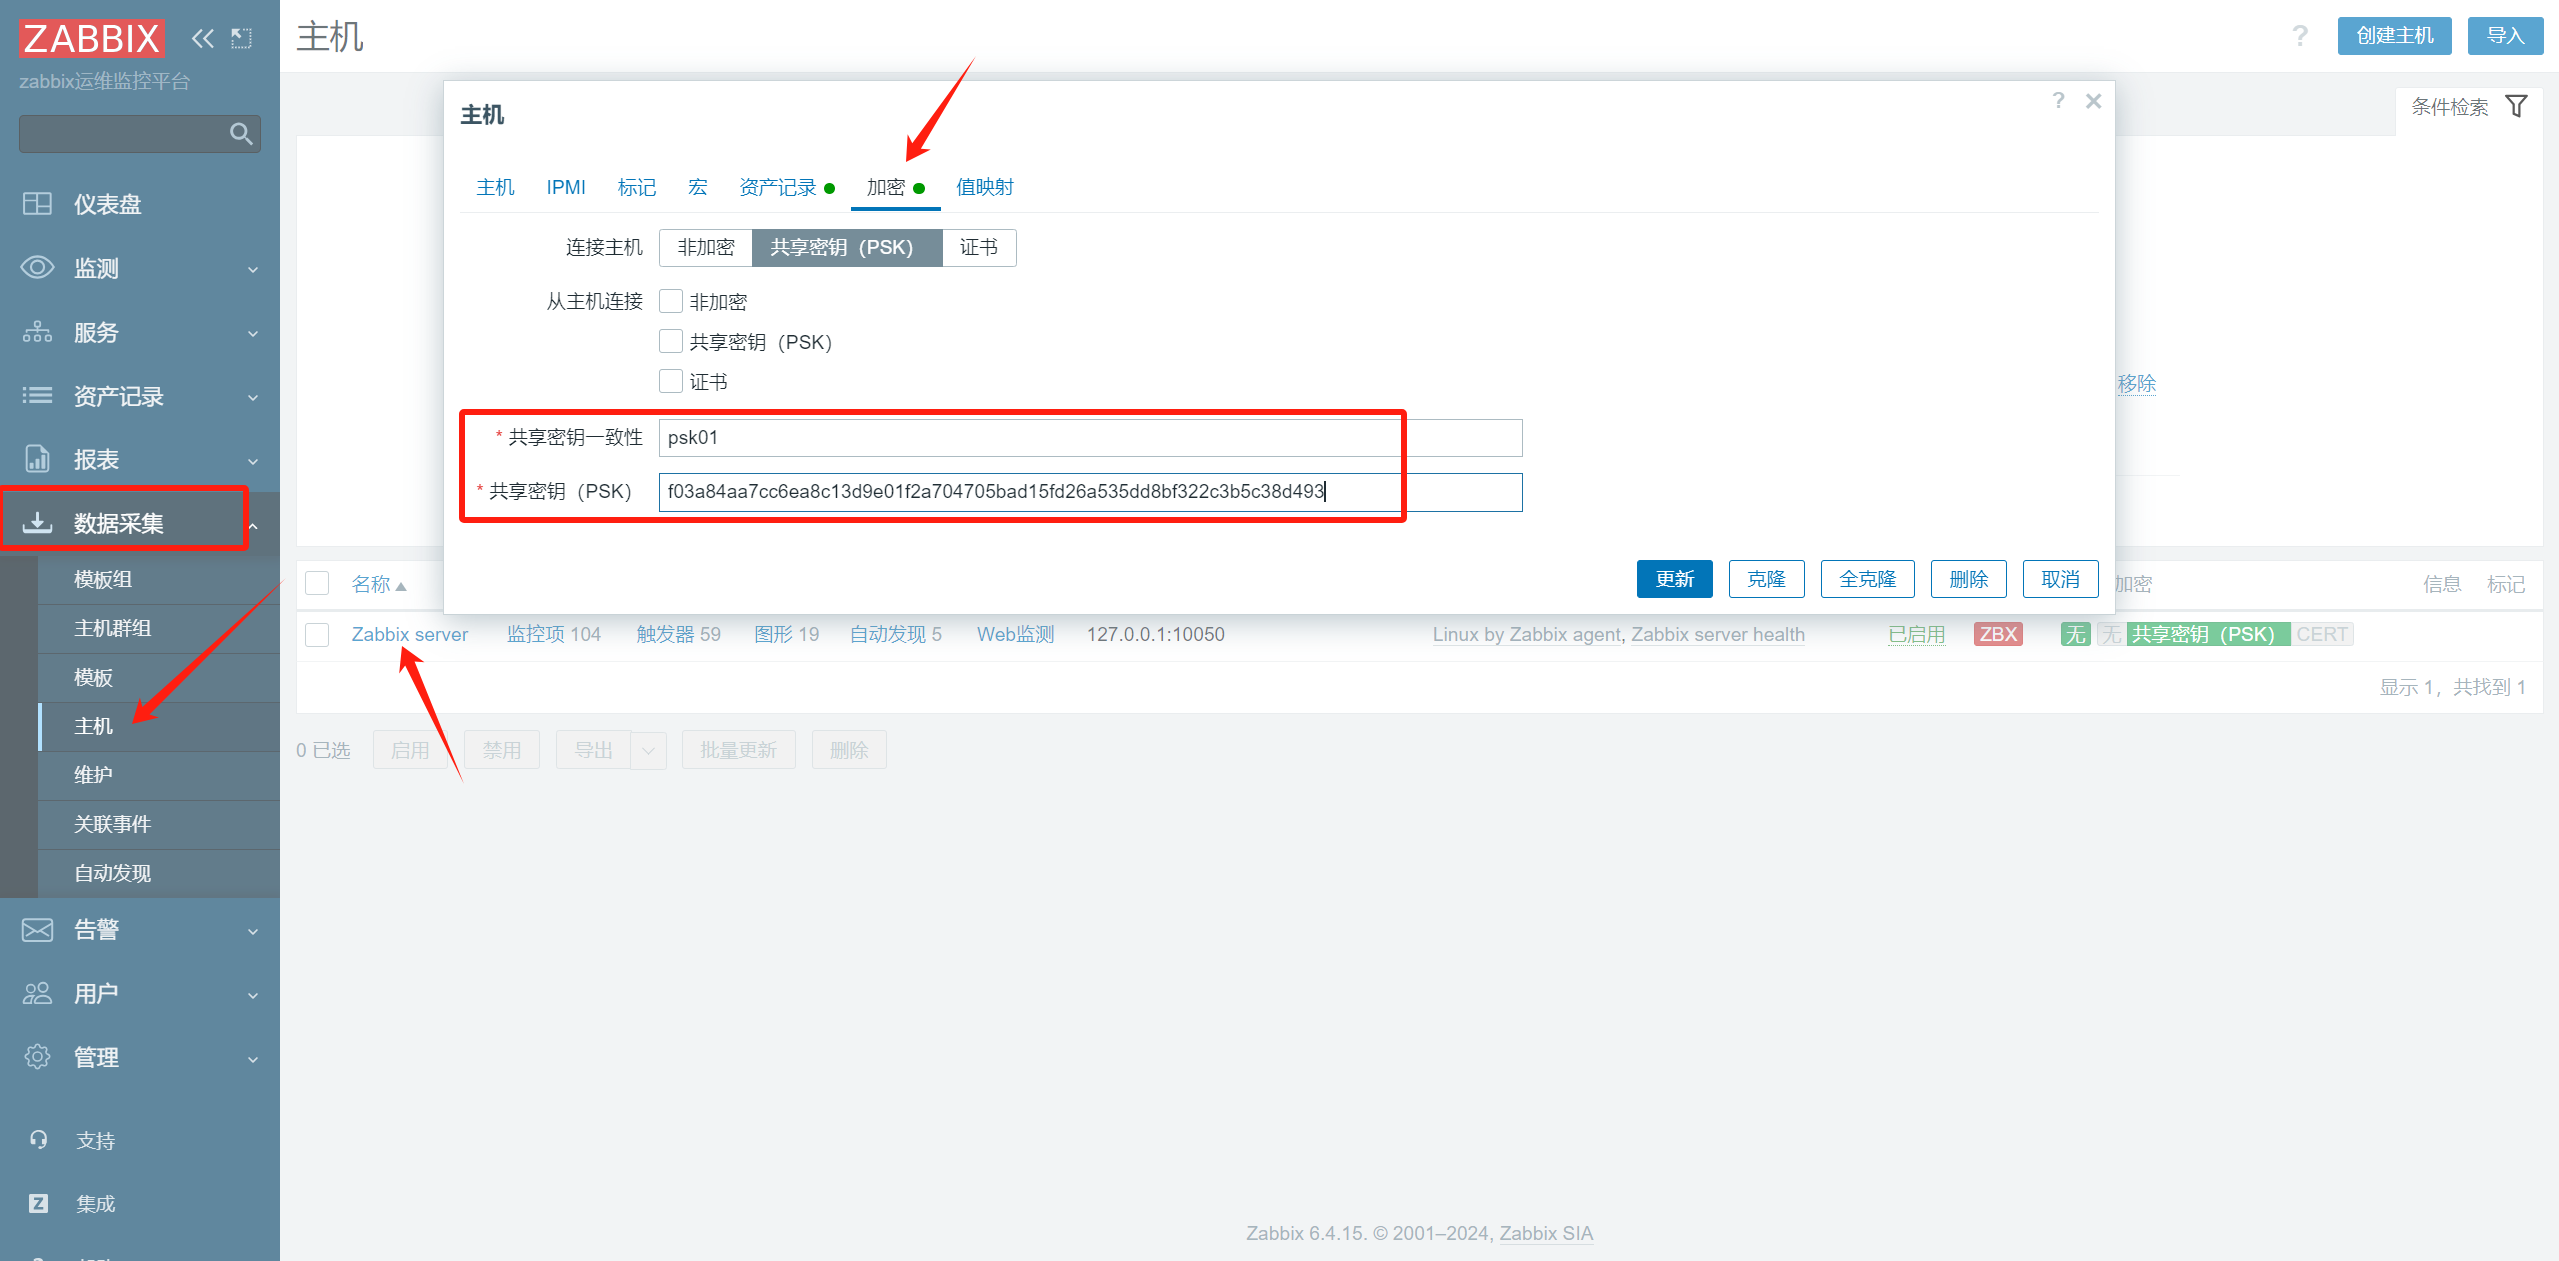 ZABBIX
zabbix运维监控平台
仪表盘
监测
服务
资产记录
报表
数据采集
模板组
主机群组
模板
主机
维护
关联事件
自动发现
告警
用户
管理
支持
集成
主机
? 创建主机 导入
条件检索
主机
?
主机 IPMI 标记 宏 资产记录 加密 值映射
连接主机 非加密 共享密钥（PSK） 证书
从主机连接 非加密
共享密钥（PSK）
证书
* 共享密钥一致性 psk01
* 共享密钥（PSK） f03a84aa7cc6ea8c13d9e01f2a704705bad15fd26a535dd8bf322c3b5c38d493
更新 克隆 全克隆 删除 取消
移除
名称 加密 信息 标记
Zabbix server 监控项 104 触发器 59 图形 19 自动发现 5 Web监测 127.0.0.1:10050 Linux by Zabbix agent, Zabbix server health 已启用 ZBX 无 无 共享密钥（PSK） CERT
显示 1，共找到 1
0 已选 启用 禁用 导出 批量更新 删除
Zabbix 6.4.15. © 2001–2024, Zabbix SIA